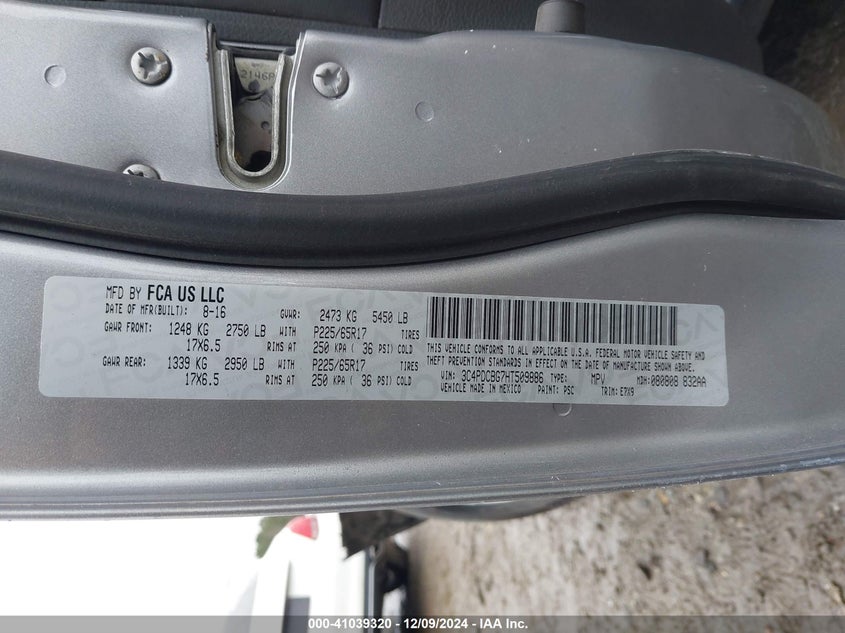 2146A
MFD BY FCA US LLC
DATE OF MFR(BUILT): 8-16 GVWR: 2473 KG 5450 LB
GAWR FRONT: 1248 KG 2750 LB WITH P225/65R17 TIRES
17X6.5 RIMS AT 250 KPA ( 36 PSI) COLD
GAWR REAR: 1339 KG 2950 LB WITH P225/65R17 TIRES
17X6.5 RIMS AT 250 KPA ( 36 PSI) COLD
THIS VEHICLE CONFORMS TO ALL APPLICABLE U.S.A. FEDERAL MOTOR VEHICLE SAFETY AND
THEFT PREVENTION STANDARDS IN EFFECT ON THE DATE OF MANUFACTURE SHOWN ABOVE.
VIN: 3C4PDCBG7HT509986 TYPE: MPV MDH: 080808 832AA
VEHICLE MADE IN MEXICO PAINT: PSC TRIM: E7X9
000-41039320 - 12/09/2024 - IAA Inc.